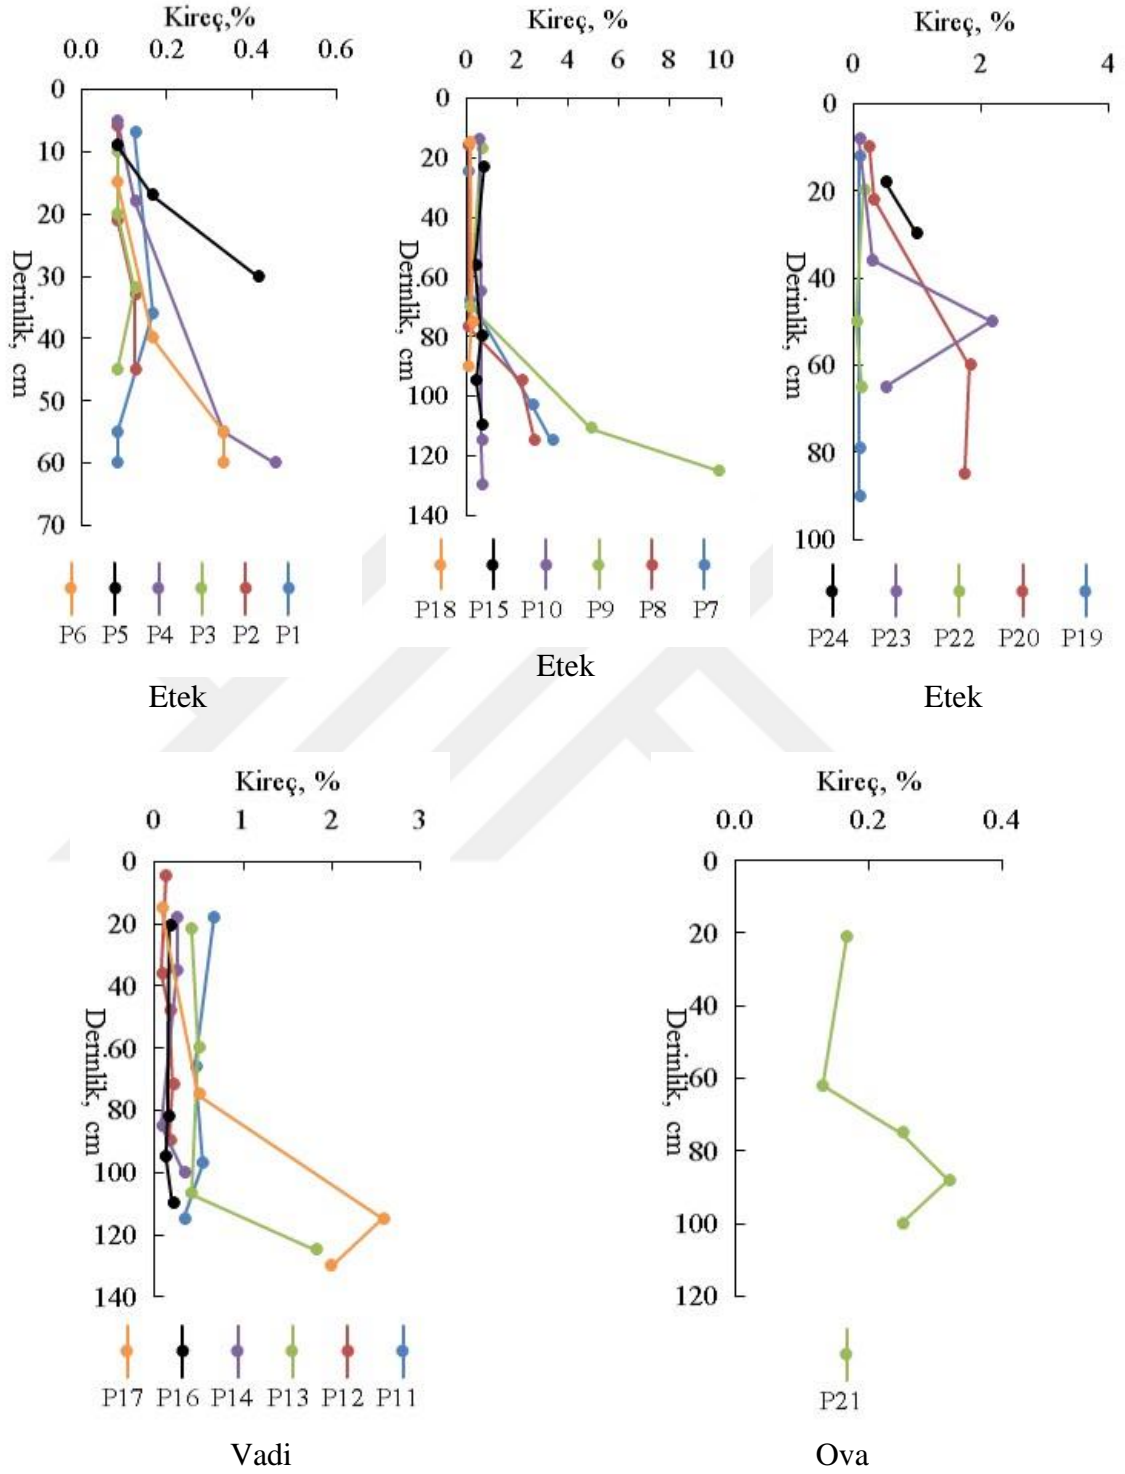 Kireç,%
0.0 0.2 0.4 0.6
0
10
20
30
40
50
60
70
Derinlik, cm
P6 P5 P4 P3 P2 P1
Etek
Kireç, %
0 2 4 6 8 10
0
20
40
60
80
100
120
140
Derinlik, cm
P18 P15 P10 P9 P8 P7
Etek
Kireç, %
0 2 4
0
20
40
60
80
100
Derinlik, cm
P24 P23 P22 P20 P19
Etek
Kireç, %
0 1 2 3
0
20
40
60
80
100
120
140
Derinlik, cm
P17 P16 P14 P13 P12 P11
Vadi
Kireç, %
0.0 0.2 0.4
0
20
40
60
80
100
120
Derinlik, cm
P21
Ova